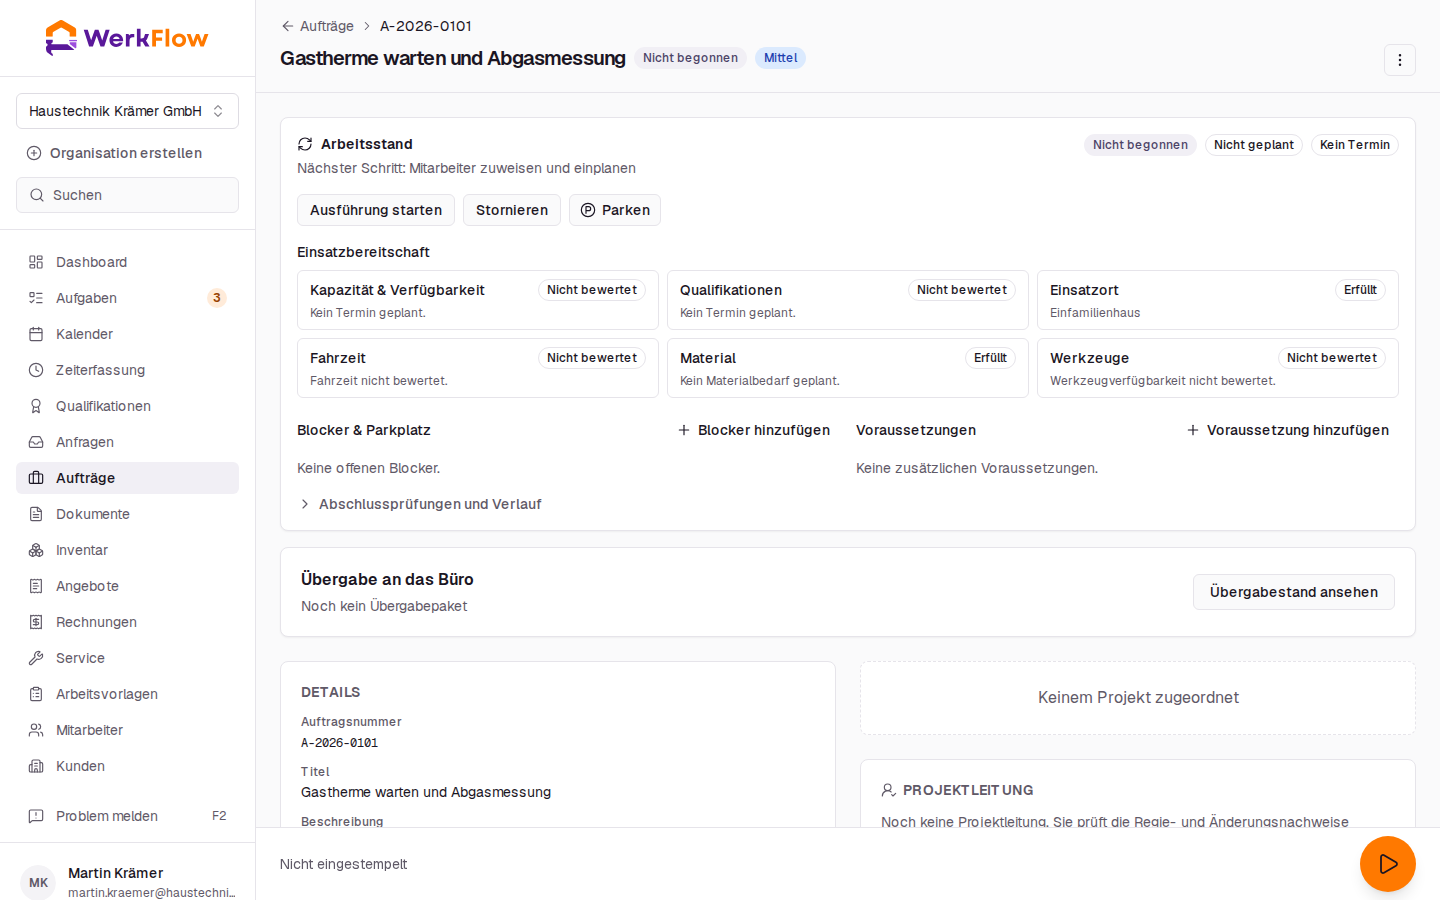 WerkFlow
Haustechnik Krämer GmbH
Organisation erstellen
Suchen
Dashboard
Aufgaben 3
Kalender
Zeiterfassung
Qualifikationen
Anfragen
Aufträge
Dokumente
Inventar
Angebote
Rechnungen
Service
Arbeitsvorlagen
Mitarbeiter
Kunden
Problem melden F2
MK Martin Krämer
martin.kraemer@haustechni...
Aufträge > A-2026-0101
Gastherme warten und Abgasmessung Nicht begonnen Mittel
Arbeitsstand Nicht begonnen Nicht geplant Kein Termin
Nächster Schritt: Mitarbeiter zuweisen und einplanen
Ausführung starten Stornieren Parken
Einsatzbereitschaft
Kapazität & Verfügbarkeit Nicht bewertet
Kein Termin geplant.
Qualifikationen Nicht bewertet
Kein Termin geplant.
Einsatzort Erfüllt
Einfamilienhaus
Fahrzeit Nicht bewertet
Fahrzeit nicht bewertet.
Material Erfüllt
Kein Materialbedarf geplant.
Werkzeuge Nicht bewertet
Werkzeugverfügbarkeit nicht bewertet.
Blocker & Parkplatz + Blocker hinzufügen
Keine offenen Blocker.
Voraussetzungen + Voraussetzung hinzufügen
Keine zusätzlichen Voraussetzungen.
Abschlussprüfungen und Verlauf
Übergabe an das Büro
Noch kein Übergabepaket
Übergabestand ansehen
DETAILS
Auftragsnummer
A-2026-0101
Titel
Gastherme warten und Abgasmessung
Beschreibung
Keinem Projekt zugeordnet
PROJEKTLEITUNG
Noch keine Projektleitung. Sie prüft die Regie- und Änderungsnachweise
Nicht eingestempelt